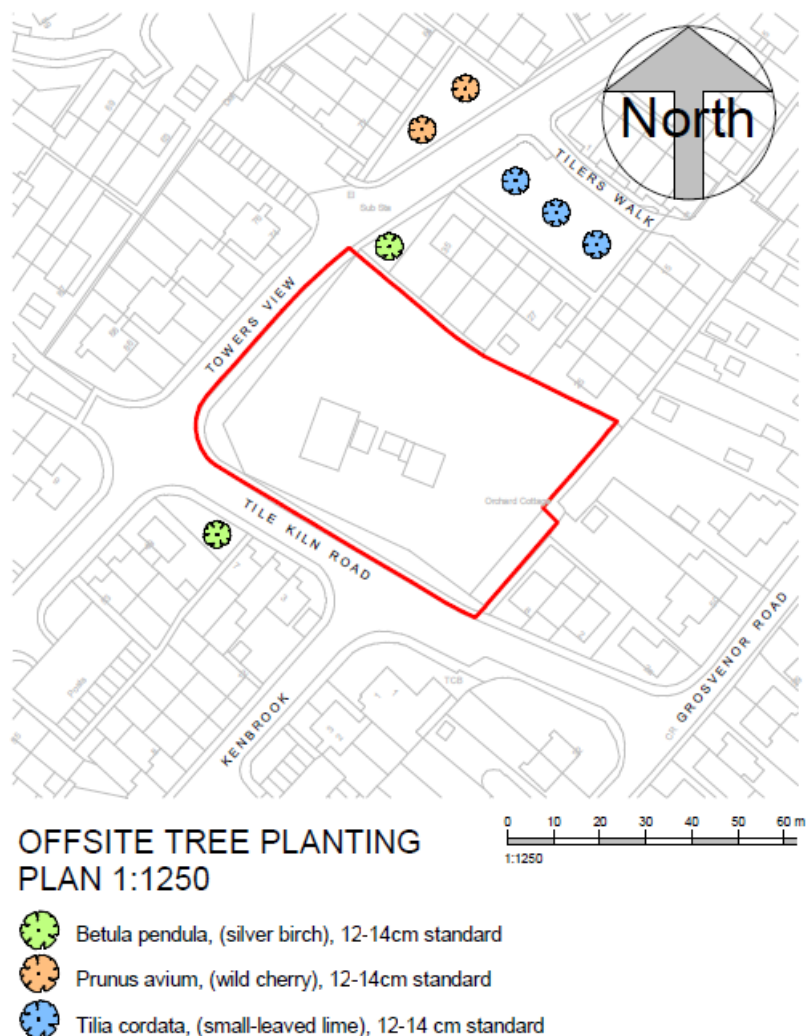 North
TILERS WALK
Sub Sta
El
TOWERS VIEW
Orchard Cottage
TILE KILN ROAD
GROSVENOR ROAD
TCB
Posts
KENBROOK
OFFSITE TREE PLANTING
PLAN 1:1250
0 10 20 30 40 50 60 m
1:1250
Betula pendula, (silver birch), 12-14cm standard
Prunus avium, (wild cherry), 12-14cm standard
Tilia cordata, (small-leaved lime), 12-14 cm standard